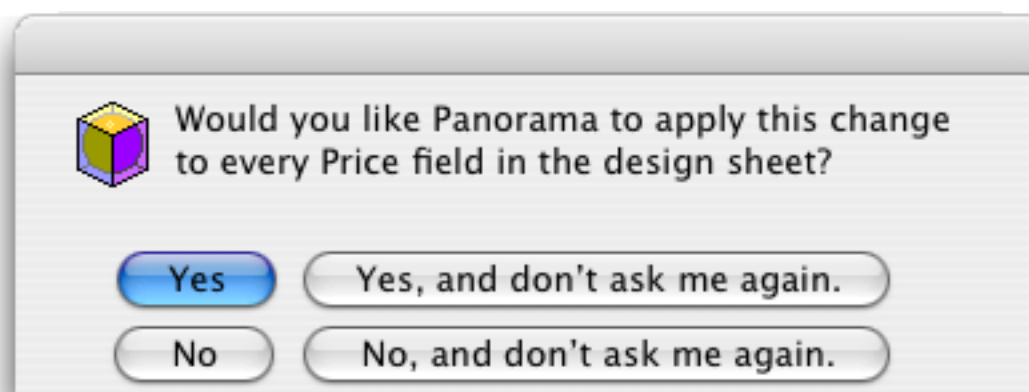 Would you like Panorama to apply this change
to every Price field in the design sheet?
Yes
Yes, and don’t ask me again.
No
No, and don’t ask me again.